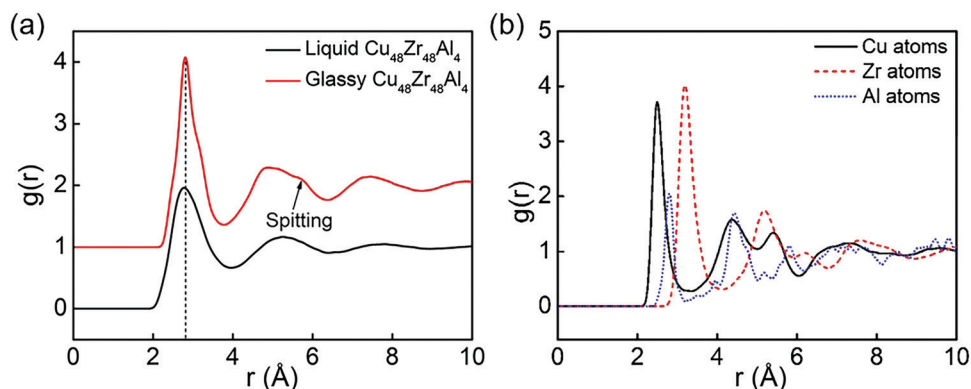 (a)
Liquid Cu48Zr48Al4
Glassy Cu48Zr48Al4
Spitting
g(r)
4
3
2
1
0
0 2 4 6 8 10
r (Å)
(b)
Cu atoms
Zr atoms
Al atoms
g(r)
5
4
3
2
1
0
0 2 4 6 8 10
r (Å)